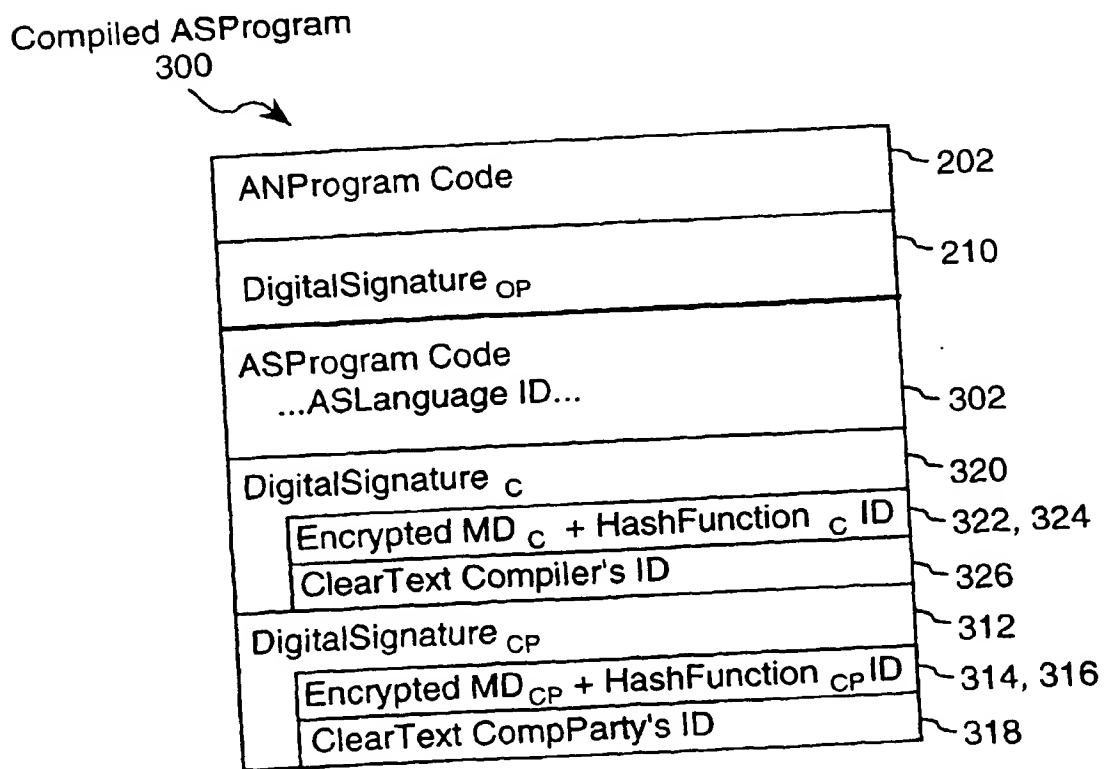 Compiled ASProgram
300
ANProgram Code
202
DigitalSignature OP
210
ASProgram Code
...ASLanguage ID...
302
DigitalSignature C
320
Encrypted MD C + HashFunction C ID
322, 324
ClearText Compiler's ID
326
DigitalSignature CP
312
Encrypted MD CP + HashFunction CP ID
314, 316
ClearText CompParty's ID
318